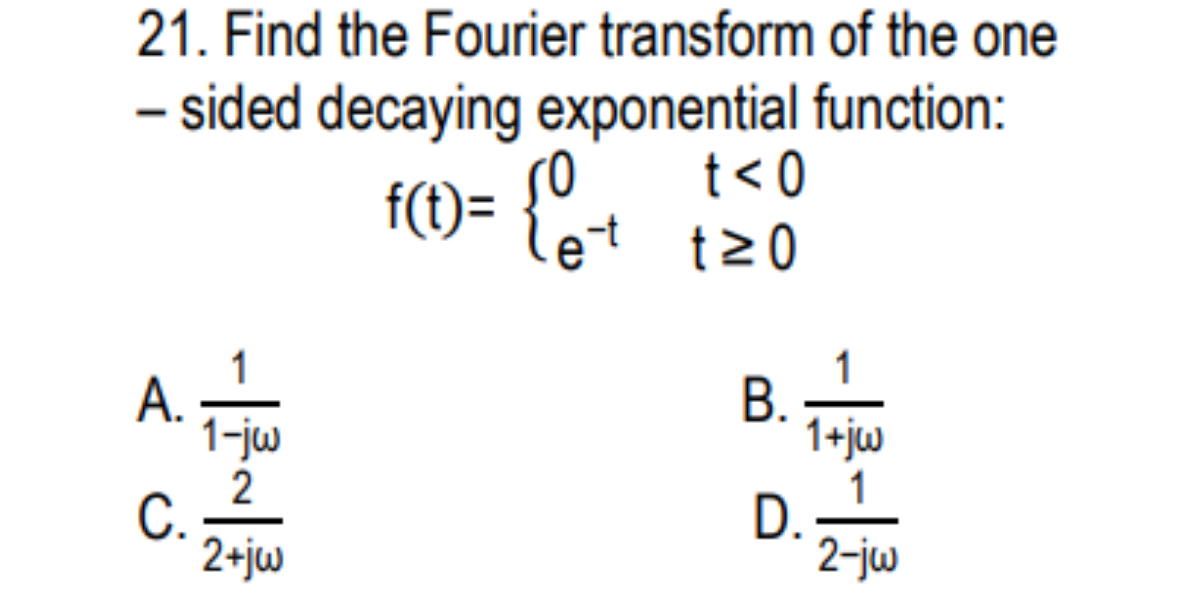 21. Find the Fourier transform of the one
– sided decaying exponential function:
f(t)= {0 t < 0
e⁻ᵗ t ≥ 0
A. 1/(1-jω) B. 1/(1+jω)
C. 2/(2+jω) D. 1/(2-jω)